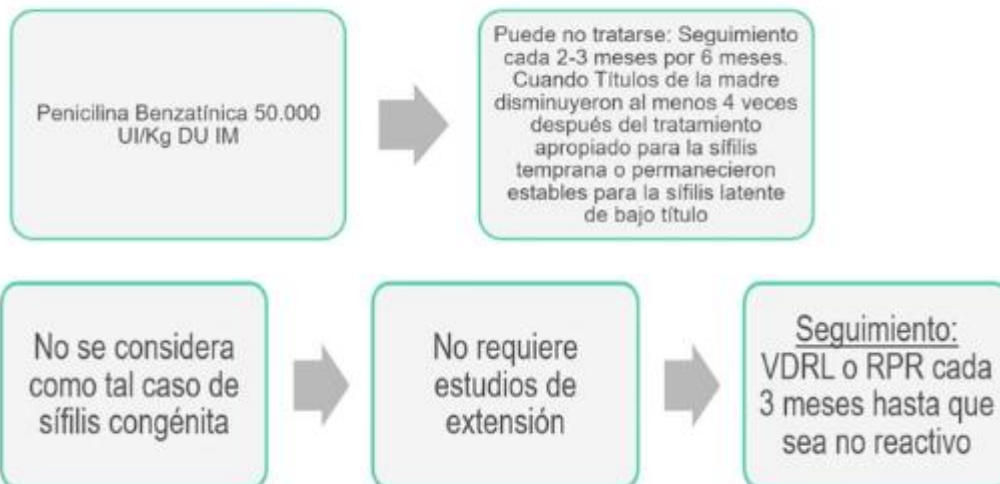 Penicilina Benzatínica 50.000
UI/Kg DU IM
Puede no tratarse: Seguimiento
cada 2-3 meses por 6 meses.
Cuando Títulos de la madre
disminuyeron al menos 4 veces
después del tratamiento
apropiado para la sífilis
temprana o permanecieron
estables para la sífilis latente
de bajo título
No se considera
como tal caso de
sífilis congénita
No requiere
estudios de
extensión
Seguimiento:
VDRL o RPR cada
3 meses hasta que
sea no reactivo